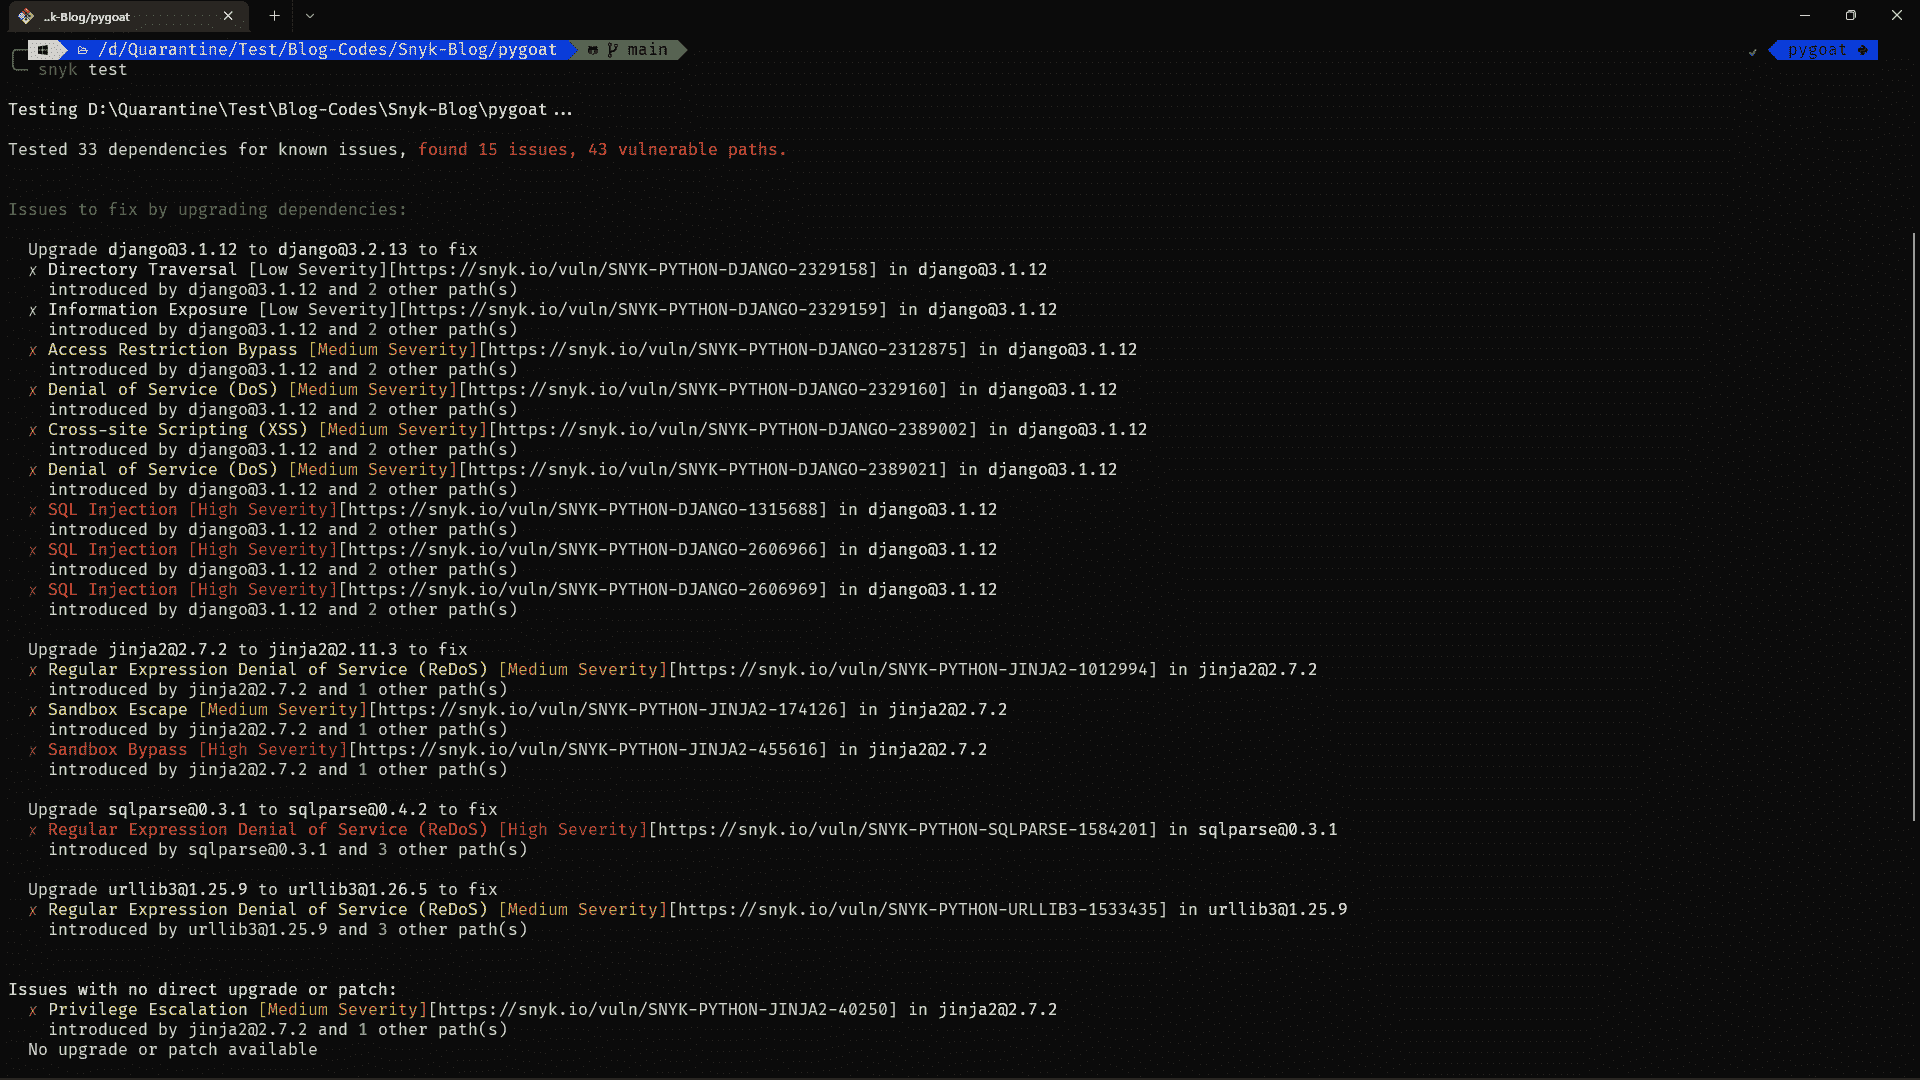 ..k-Blog/pygoat
/d/Quarantine/Test/Blog-Codes/Snyk-Blog/pygoat main pygoat
snyk test
Testing D:\Quarantine\Test\Blog-Codes\Snyk-Blog\pygoat...
Tested 33 dependencies for known issues, found 15 issues, 43 vulnerable paths.
Issues to fix by upgrading dependencies:
Upgrade django@3.1.12 to django@3.2.13 to fix
✗ Directory Traversal [Low Severity][https://snyk.io/vuln/SNYK-PYTHON-DJANGO-2329158] in django@3.1.12
introduced by django@3.1.12 and 2 other path(s)
✗ Information Exposure [Low Severity][https://snyk.io/vuln/SNYK-PYTHON-DJANGO-2329159] in django@3.1.12
introduced by django@3.1.12 and 2 other path(s)
✗ Access Restriction Bypass [Medium Severity][https://snyk.io/vuln/SNYK-PYTHON-DJANGO-2312875] in django@3.1.12
introduced by django@3.1.12 and 2 other path(s)
✗ Denial of Service (DoS) [Medium Severity][https://snyk.io/vuln/SNYK-PYTHON-DJANGO-2329160] in django@3.1.12
introduced by django@3.1.12 and 2 other path(s)
✗ Cross-site Scripting (XSS) [Medium Severity][https://snyk.io/vuln/SNYK-PYTHON-DJANGO-2389002] in django@3.1.12
introduced by django@3.1.12 and 2 other path(s)
✗ Denial of Service (DoS) [Medium Severity][https://snyk.io/vuln/SNYK-PYTHON-DJANGO-2389021] in django@3.1.12
introduced by django@3.1.12 and 2 other path(s)
✗ SQL Injection [High Severity][https://snyk.io/vuln/SNYK-PYTHON-DJANGO-1315688] in django@3.1.12
introduced by django@3.1.12 and 2 other path(s)
✗ SQL Injection [High Severity][https://snyk.io/vuln/SNYK-PYTHON-DJANGO-2606966] in django@3.1.12
introduced by django@3.1.12 and 2 other path(s)
✗ SQL Injection [High Severity][https://snyk.io/vuln/SNYK-PYTHON-DJANGO-2606969] in django@3.1.12
introduced by django@3.1.12 and 2 other path(s)
Upgrade jinja2@2.7.2 to jinja2@2.11.3 to fix
✗ Regular Expression Denial of Service (ReDoS) [Medium Severity][https://snyk.io/vuln/SNYK-PYTHON-JINJA2-1012994] in jinja2@2.7.2
introduced by jinja2@2.7.2 and 1 other path(s)
✗ Sandbox Escape [Medium Severity][https://snyk.io/vuln/SNYK-PYTHON-JINJA2-174126] in jinja2@2.7.2
introduced by jinja2@2.7.2 and 1 other path(s)
✗ Sandbox Bypass [High Severity][https://snyk.io/vuln/SNYK-PYTHON-JINJA2-455616] in jinja2@2.7.2
introduced by jinja2@2.7.2 and 1 other path(s)
Upgrade sqlparse@0.3.1 to sqlparse@0.4.2 to fix
✗ Regular Expression Denial of Service (ReDoS) [High Severity][https://snyk.io/vuln/SNYK-PYTHON-SQLPARSE-1584201] in sqlparse@0.3.1
introduced by sqlparse@0.3.1 and 3 other path(s)
Upgrade urllib3@1.25.9 to urllib3@1.26.5 to fix
✗ Regular Expression Denial of Service (ReDoS) [Medium Severity][https://snyk.io/vuln/SNYK-PYTHON-URLLIB3-1533435] in urllib3@1.25.9
introduced by urllib3@1.25.9 and 3 other path(s)
Issues with no direct upgrade or patch:
✗ Privilege Escalation [Medium Severity][https://snyk.io/vuln/SNYK-PYTHON-JINJA2-40250] in jinja2@2.7.2
introduced by jinja2@2.7.2 and 1 other path(s)
No upgrade or patch available